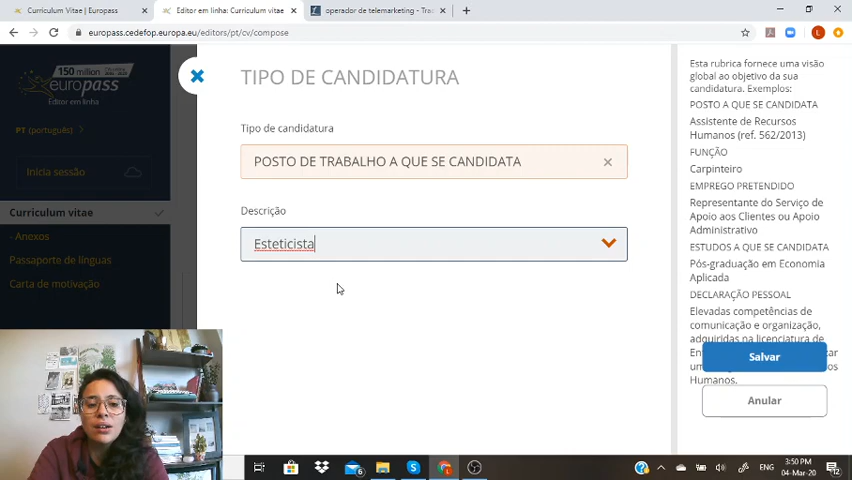 Curriculum Vitae | Europass
Editor em linha: Curriculum vitae
operador de telemarketing - Tra
europass.cedefop.europa.eu/editors/pt/cv/compose
L
150 million
europass
Editor em linha
PT (português)
Inicia sessão
Curriculum vitae
- Anexos
Passaporte de línguas
Carta de motivação
TIPO DE CANDIDATURA
Tipo de candidatura
POSTO DE TRABALHO A QUE SE CANDIDATA
Descrição
Esteticista
Esta rubrica fornece uma visão
global ao objetivo da sua
candidatura. Exemplos:
POSTO A QUE SE CANDIDATA
Assistente de Recursos
Humanos (ref. 562/2013)
FUNÇÃO
Carpinteiro
EMPREGO PRETENDIDO
Representante do Serviço de
Apoio aos Clientes ou Apoio
Administrativo
ESTUDOS A QUE SE CANDIDATA
Pós-graduação em Economia
Aplicada
DECLARAÇÃO PESSOAL
Elevadas competências de
comunicação e organização,
adquiridas na licenciatura de
Salvar
Humanos.
Anular
ENG
3:50 PM
04-Mar-20